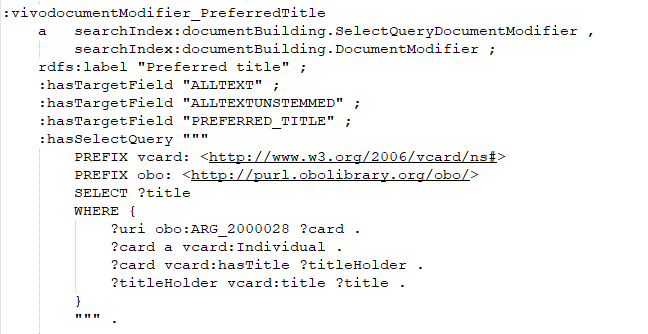 :vivodocumentModifier_PreferredTitle
a searchIndex:documentBuilding.SelectQueryDocumentModifier ,
searchIndex:documentBuilding.DocumentModifier ;
rdfs:label "Preferred title" ;
:hasTargetField "ALLTEXT" ;
:hasTargetField "ALLTEXTUNSTEMMED" ;
:hasTargetField "PREFERRED_TITLE" ;
:hasSelectQuery """
PREFIX vcard: <http://www.w3.org/2006/vcard/ns#>
PREFIX obo: <http://purl.obolibrary.org/obo/>
SELECT ?title
WHERE {
?uri obo:ARG_2000028 ?card .
?card a vcard:Individual .
?card vcard:hasTitle ?titleHolder .
?titleHolder vcard:title ?title .
}
""" .